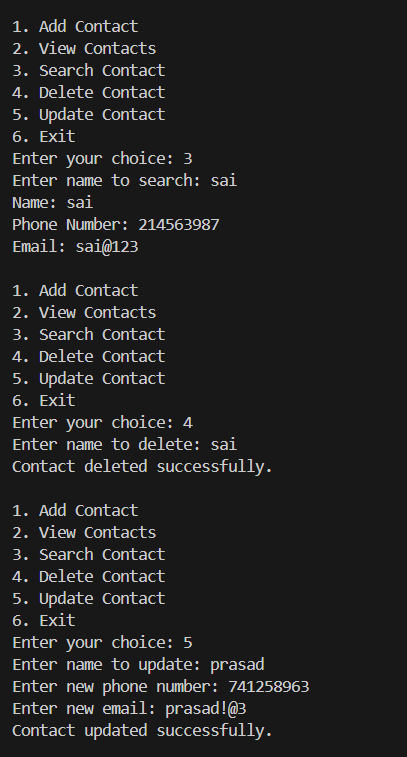 1. Add Contact
2. View Contacts
3. Search Contact
4. Delete Contact
5. Update Contact
6. Exit
Enter your choice: 3
Enter name to search: sai
Name: sai
Phone Number: 214563987
Email: sai@123
1. Add Contact
2. View Contacts
3. Search Contact
4. Delete Contact
5. Update Contact
6. Exit
Enter your choice: 4
Enter name to delete: sai
Contact deleted successfully.
1. Add Contact
2. View Contacts
3. Search Contact
4. Delete Contact
5. Update Contact
6. Exit
Enter your choice: 5
Enter name to update: prasad
Enter new phone number: 741258963
Enter new email: prasad!@3
Contact updated successfully.